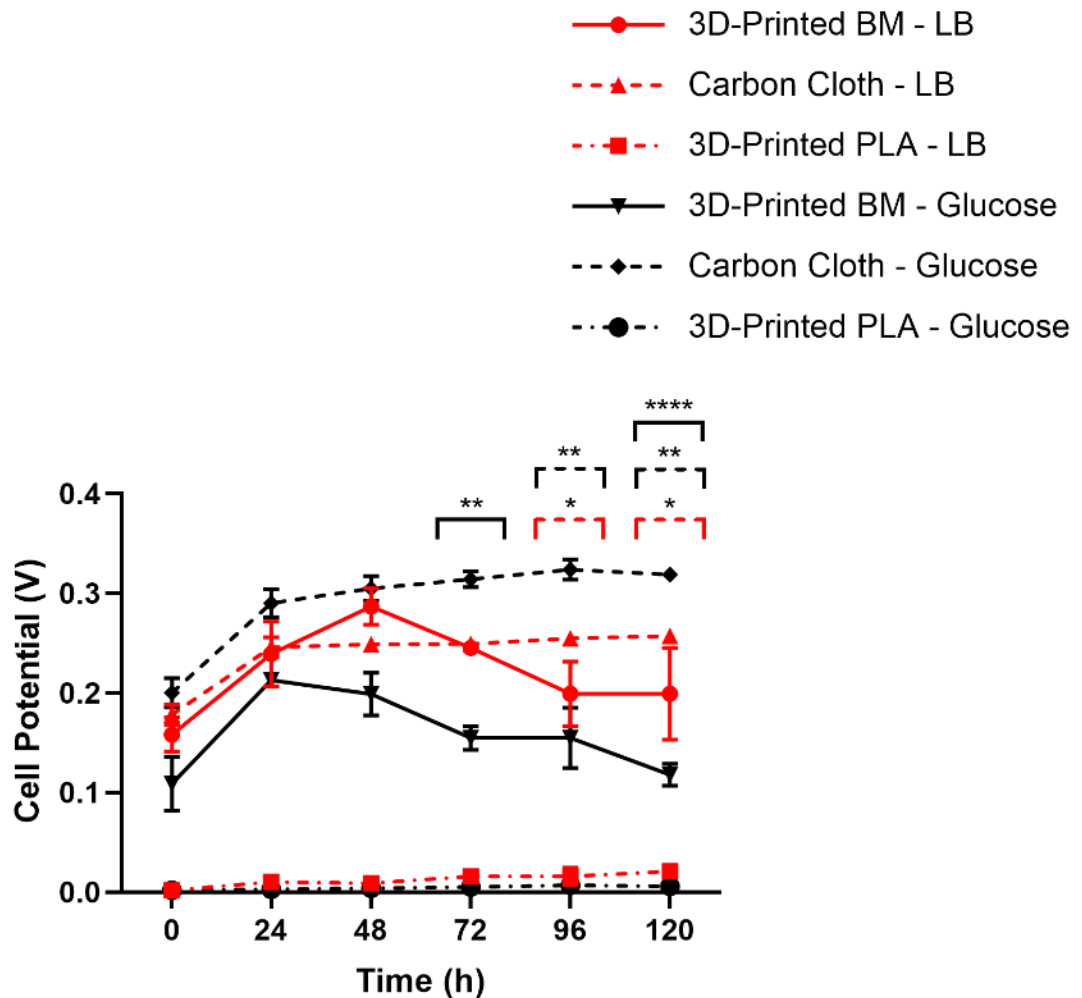 3D-Printed BM - LB
Carbon Cloth - LB
3D-Printed PLA - LB
3D-Printed BM - Glucose
Carbon Cloth - Glucose
3D-Printed PLA - Glucose
****
** **
** * *
0.4
0.3
0.2
0.1
0.0
Cell Potential (V)
0 24 48 72 96 120
Time (h)